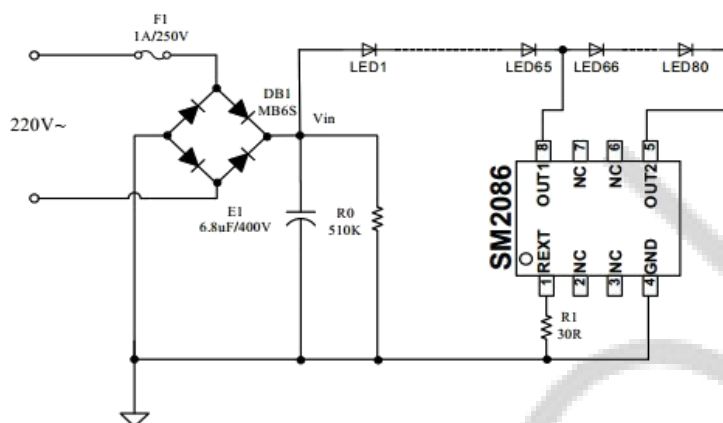 F1
1A/250V
LED1
LED65
LED66
LED80
DB1
MB6S
Vin
220V~
8
7
6
5
OUT1
NC
NC
OUT2
SM2086
E1
6.8uF/400V
R0
510K
REXT
NC
NC
GND
1
2
3
4
R1
30R